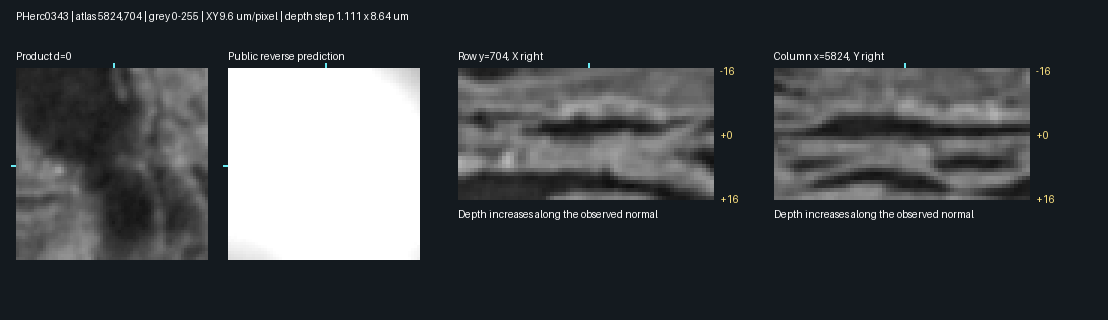 PHerc0343 | atlas 5824,704 | grey 0-255 | XY 9.6 um/pixel | depth step 1.111 x 8.64 um
Product d=0
Public reverse prediction
Row y=704, X right
Column x=5824, Y right
-16
+0
+16
-16
+0
+16
Depth increases along the observed normal
Depth increases along the observed normal